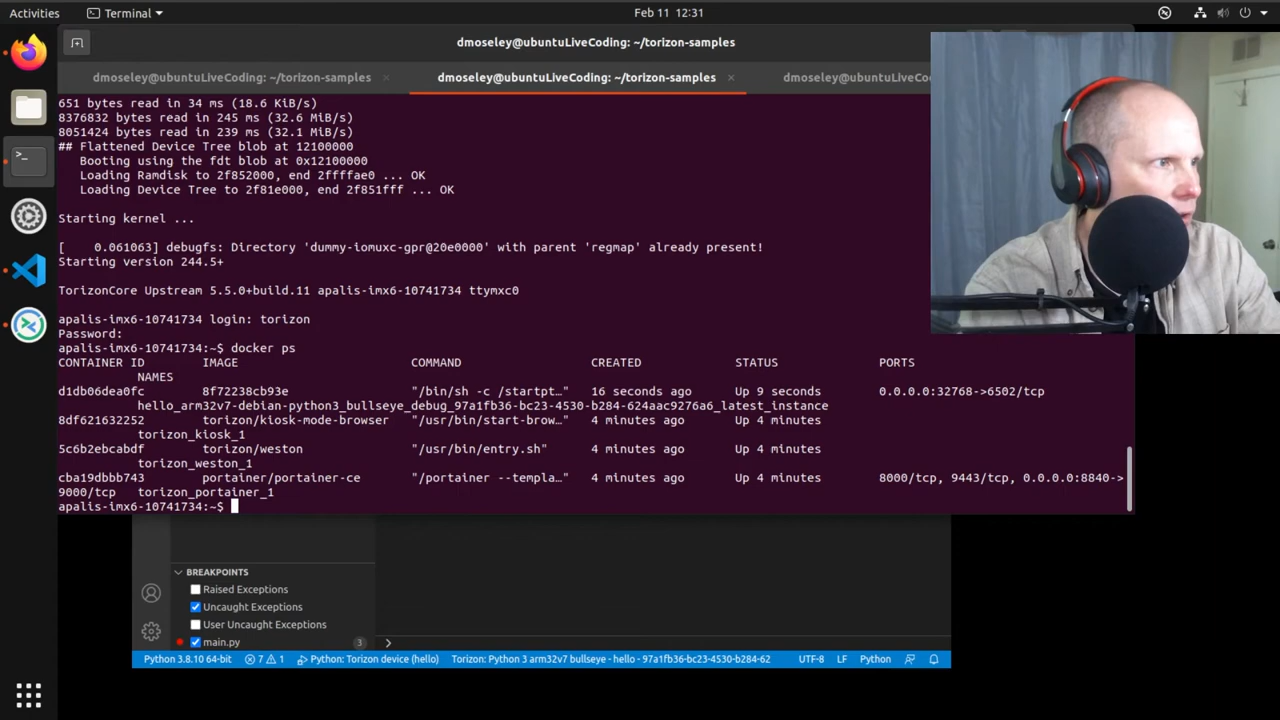 Activities
Terminal
Feb 11 12:31
dmoseley@ubuntuLiveCoding: ~/torizon-samples
dmoseley@ubuntuLiveCoding: ~/torizon-samples
dmoseley@ubuntuLiveCoding: ~/torizon-samples
dmoseley@ubuntuLiveCod
651 bytes read in 34 ms (18.6 KiB/s)
8376832 bytes read in 245 ms (32.6 MiB/s)
8051424 bytes read in 239 ms (32.1 MiB/s)
## Flattened Device Tree blob at 12100000
Booting using the fdt blob at 0x12100000
Loading Ramdisk to 2f852000, end 2ffffae0 ... OK
Loading Device Tree to 2f81e000, end 2f851fff ... OK
Starting kernel ...
[    0.061063] debugfs: Directory 'dummy-iomuxc-gpr@20e0000' with parent 'regmap' already present!
Starting version 244.5+
TorizonCore Upstream 5.5.0+build.11 apalis-imx6-10741734 ttymxc0
apalis-imx6-10741734 login: torizon
Password:
apalis-imx6-10741734:~$ docker ps
CONTAINER ID        IMAGE                        COMMAND                  CREATED             STATUS              PORTS
NAMES
d1db06dea0fc        8f72238cb93e                 "/bin/sh -c /startpt…"   16 seconds ago      Up 9 seconds        0.0.0.0:32768->6502/tcp
hello_arm32v7-debian-python3_bullseye_debug_97a1fb36-bc23-4530-b284-624aac9276a6_latest_instance
8df621632252        torizon/kiosk-mode-browser   "/usr/bin/start-brow…"   4 minutes ago       Up 4 minutes
torizon_kiosk_1
5c6b2ebcabdf        torizon/weston               "/usr/bin/entry.sh"      4 minutes ago       Up 4 minutes
torizon_weston_1
cba19dbbb743        portainer/portainer-ce       "/portainer --templa…"   4 minutes ago       Up 4 minutes        8000/tcp, 9443/tcp, 0.0.0.0:8840->
9000/tcp   torizon_portainer_1
apalis-imx6-10741734:~$
BREAKPOINTS
Raised Exceptions
Uncaught Exceptions
User Uncaught Exceptions
main.py 3
Python 3.8.10 64-bit 7 1 Python: Torizon device (hello) Torizon: Python 3 arm32v7 bullseye - hello - 97a1fb36-bc23-4530-b284-62 UTF-8 LF Python